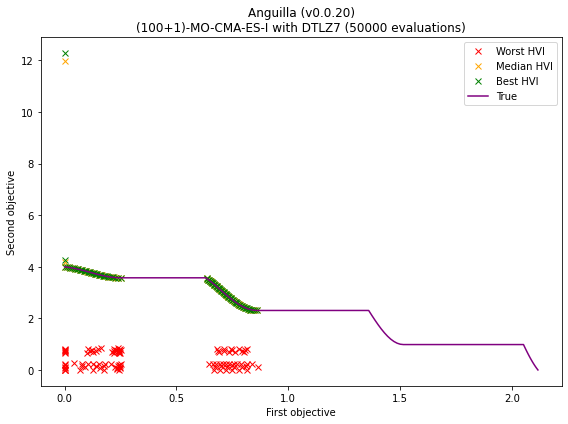 Anguilla (v0.0.20)
(100+1)-MO-CMA-ES-I with DTLZ7 (50000 evaluations)
Worst HVI
Median HVI
Best HVI
True
Second objective
12
10
8
6
4
2
0
0.0
0.5
1.0
1.5
2.0
First objective